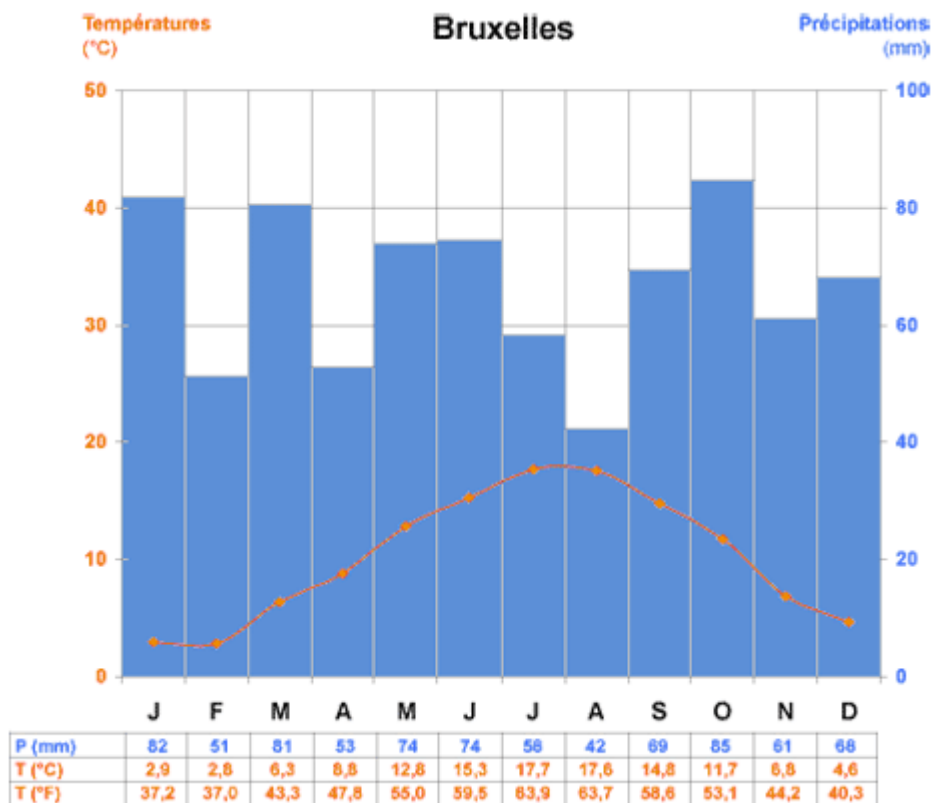 Températures
(°C)
Bruxelles
Précipitations
(mm)
50 100
40 80
30 60
20 40
10 20
0 0
J F M A M J J A S O N D
P (mm) 82 51 81 53 74 74 58 42 69 85 61 68
T (°C) 2,9 2,8 6,3 8,8 12,8 15,3 17,7 17,6 14,8 11,7 6,8 4,6
T (°F) 37,2 37,0 43,3 47,8 55,0 59,5 63,9 63,7 58,6 53,1 44,2 40,3